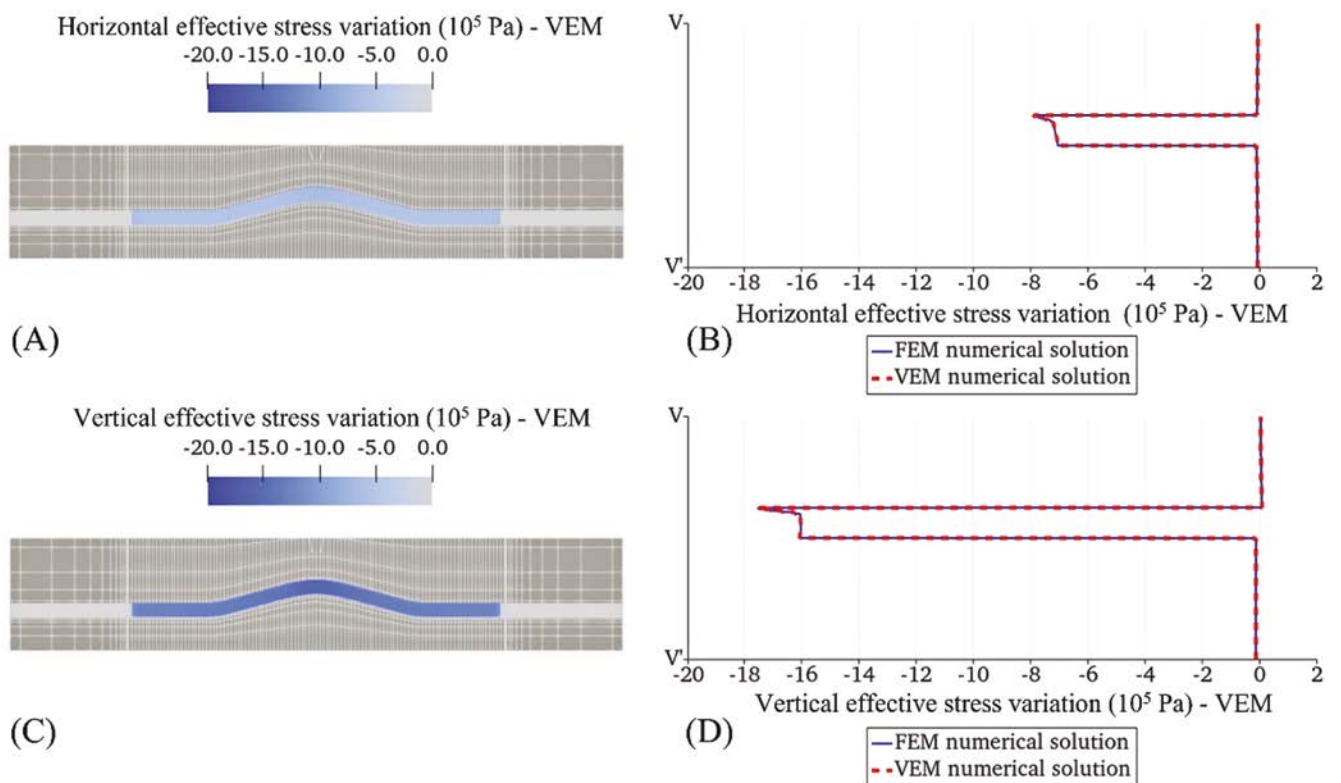 Horizontal effective stress variation (10⁵ Pa) - VEM
-20.0 -15.0 -10.0 -5.0 0.0
(A)
V
V'
-20 -18 -16 -14 -12 -10 -8 -6 -4 -2 0 2
Horizontal effective stress variation (10⁵ Pa) - VEM
(B)
FEM numerical solution
VEM numerical solution
Vertical effective stress variation (10⁵ Pa) - VEM
-20.0 -15.0 -10.0 -5.0 0.0
(C)
V
V'
-20 -18 -16 -14 -12 -10 -8 -6 -4 -2 0 2
Vertical effective stress variation (10⁵ Pa) - VEM
(D)
FEM numerical solution
VEM numerical solution